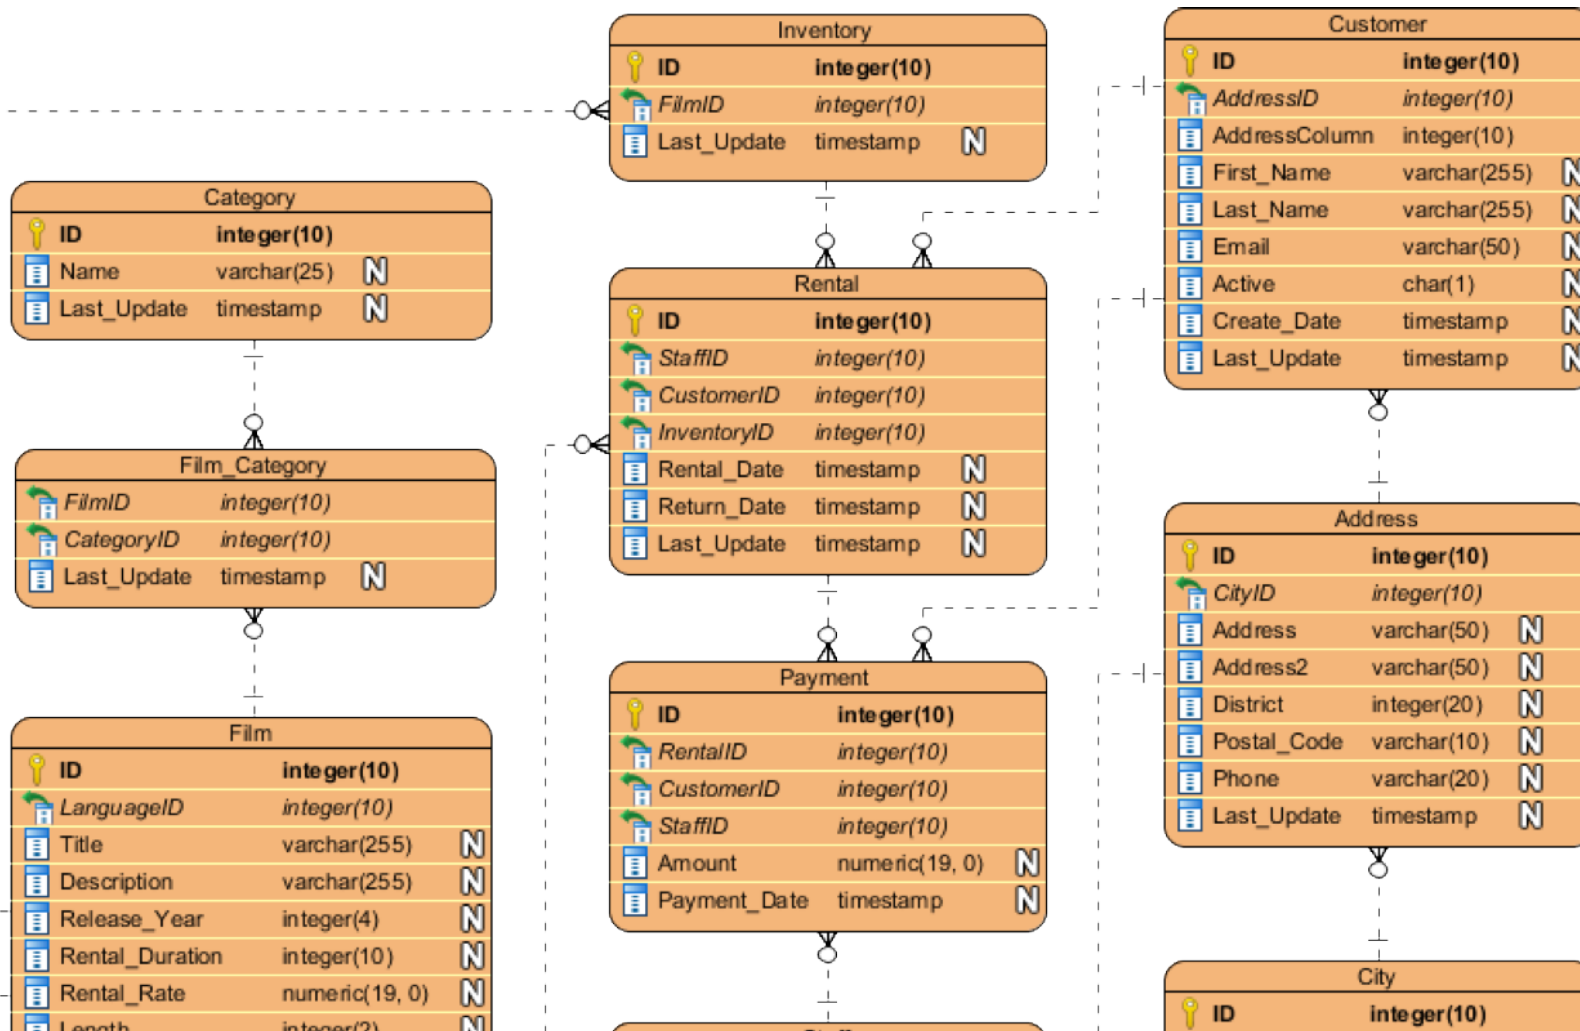 Inventory
ID integer(10)
FilmID integer(10)
Last_Update timestamp N
Customer
ID integer(10)
AddressID integer(10)
AddressColumn integer(10)
First_Name varchar(255) N
Last_Name varchar(255) N
Email varchar(50) N
Active char(1) N
Create_Date timestamp N
Last_Update timestamp N
Category
ID integer(10)
Name varchar(25) N
Last_Update timestamp N
Rental
ID integer(10)
StaffID integer(10)
CustomerID integer(10)
InventoryID integer(10)
Rental_Date timestamp N
Return_Date timestamp N
Last_Update timestamp N
Film_Category
FilmID integer(10)
CategoryID integer(10)
Last_Update timestamp N
Address
ID integer(10)
CityID integer(10)
Address varchar(50) N
Address2 varchar(50) N
District integer(20) N
Postal_Code varchar(10) N
Phone varchar(20) N
Last_Update timestamp N
Payment
ID integer(10)
RentalID integer(10)
CustomerID integer(10)
StaffID integer(10)
Amount numeric(19, 0) N
Payment_Date timestamp N
Film
ID integer(10)
LanguageID integer(10)
Title varchar(255) N
Description varchar(255) N
Release_Year integer(4) N
Rental_Duration integer(10) N
Rental_Rate numeric(19, 0) N
Length integer(2) N
City
ID integer(10)